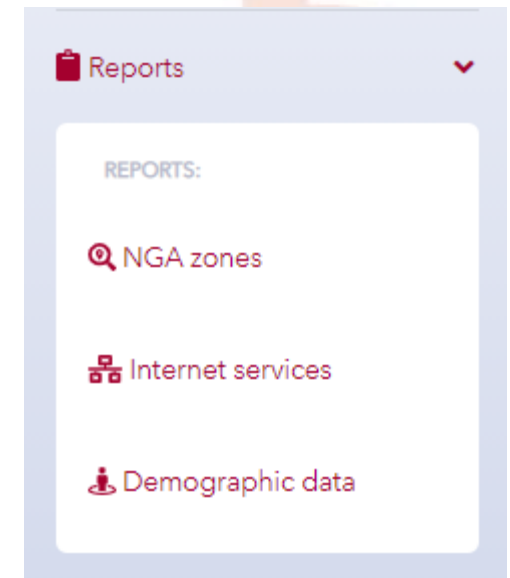 Reports
REPORTS:
NGA zones
Internet services
Demographic data